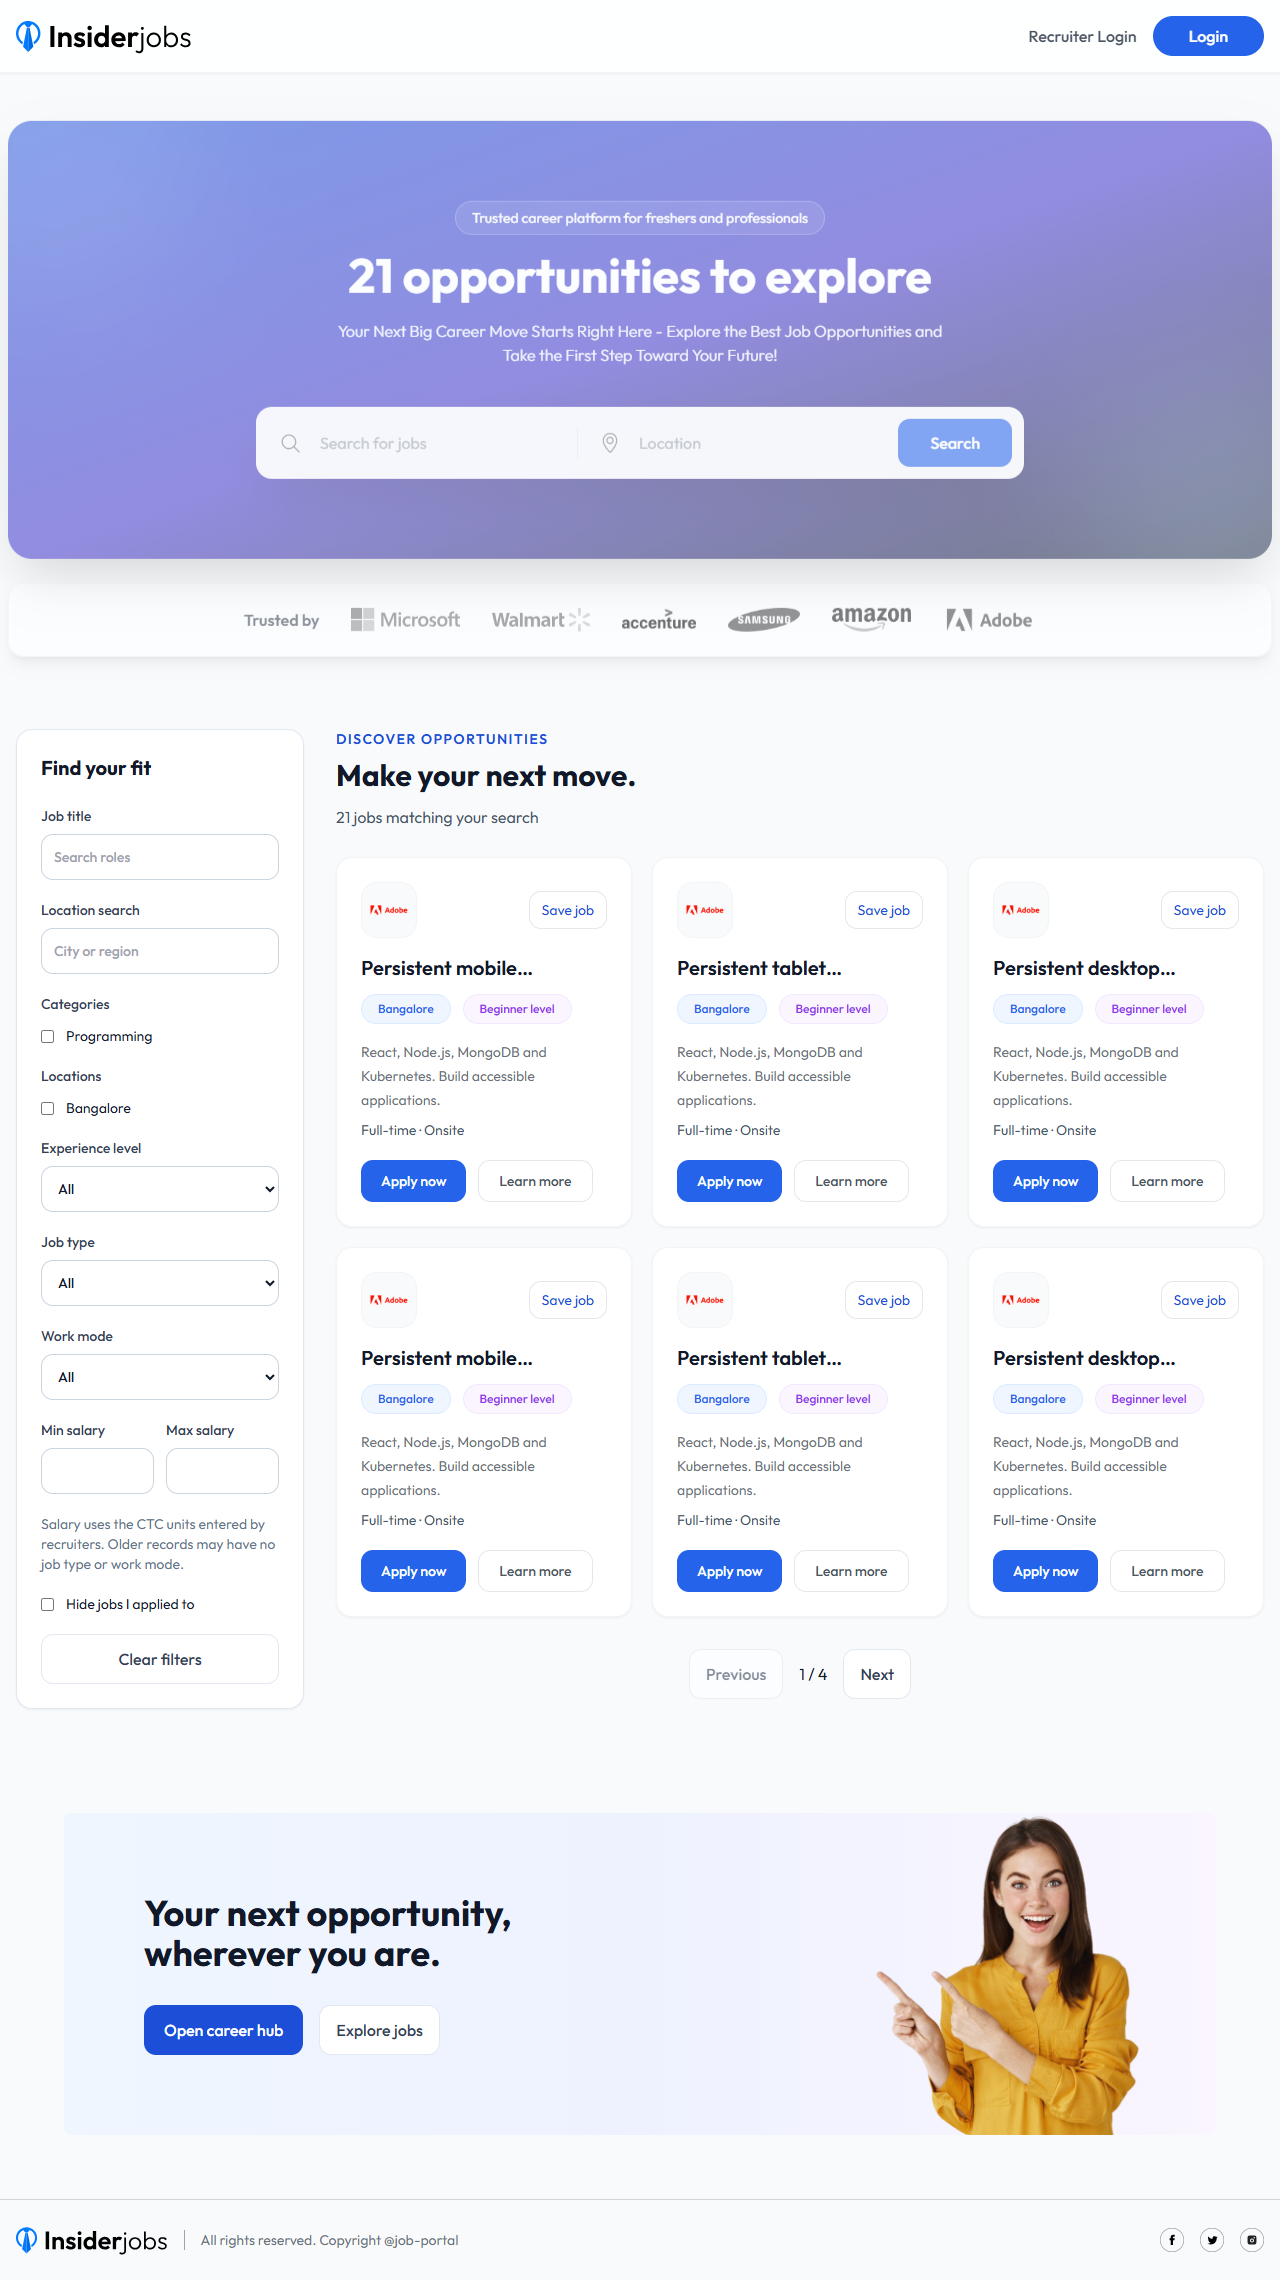 Insiderjobs
Recruiter Login
Login
Trusted career platform for freshers and professionals
21 opportunities to explore
Your Next Big Career Move Starts Right Here - Explore the Best Job Opportunities and
Take the First Step Toward Your Future!
Search for jobs
Location
Search
Trusted by
Microsoft
Walmart
accenture
SAMSUNG
amazon
Adobe
Find your fit
Job title
Search roles
Location search
City or region
Categories
Programming
Locations
Bangalore
Experience level
All
Job type
All
Work mode
All
Min salary
Max salary
Salary uses the CTC units entered by
recruiters. Older records may have no
job type or work mode.
Hide jobs I applied to
Clear filters
DISCOVER OPPORTUNITIES
Make your next move.
21 jobs matching your search
Adobe
Save job
Persistent mobile...
Bangalore
Beginner level
React, Node.js, MongoDB and
Kubernetes. Build accessible
applications.
Full-time · Onsite
Apply now
Learn more
Adobe
Save job
Persistent tablet...
Bangalore
Beginner level
React, Node.js, MongoDB and
Kubernetes. Build accessible
applications.
Full-time · Onsite
Apply now
Learn more
Adobe
Save job
Persistent desktop...
Bangalore
Beginner level
React, Node.js, MongoDB and
Kubernetes. Build accessible
applications.
Full-time · Onsite
Apply now
Learn more
Adobe
Save job
Persistent mobile...
Bangalore
Beginner level
React, Node.js, MongoDB and
Kubernetes. Build accessible
applications.
Full-time · Onsite
Apply now
Learn more
Adobe
Save job
Persistent tablet...
Bangalore
Beginner level
React, Node.js, MongoDB and
Kubernetes. Build accessible
applications.
Full-time · Onsite
Apply now
Learn more
Adobe
Save job
Persistent desktop...
Bangalore
Beginner level
React, Node.js, MongoDB and
Kubernetes. Build accessible
applications.
Full-time · Onsite
Apply now
Learn more
Previous
1 / 4
Next
Your next opportunity,
wherever you are.
Open career hub
Explore jobs
Insiderjobs
All rights reserved. Copyright @job-portal